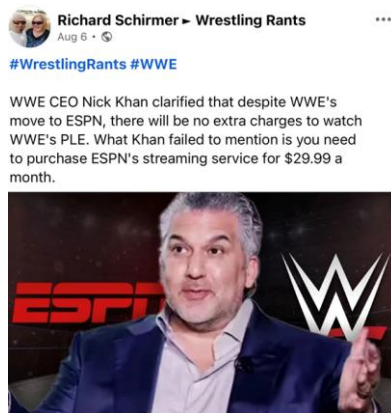 Richard Schirmer ▸ Wrestling Rants
Aug 6 ·
#WrestlingRants #WWE
WWE CEO Nick Khan clarified that despite WWE's
move to ESPN, there will be no extra charges to watch
WWE's PLE. What Khan failed to mention is you need
to purchase ESPN's streaming service for $29.99 a
month.
ESPN
W